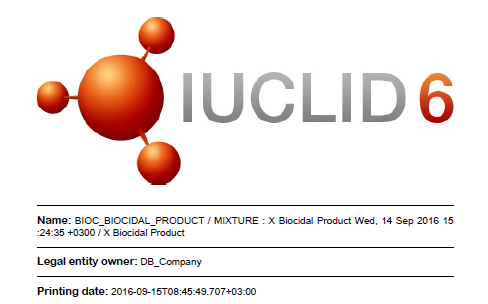 IUCLID 6
Name: BIOC_BIOCIDAL_PRODUCT / MIXTURE : X Biocidal Product Wed, 14 Sep 2016 15
:24:35 +0300 / X Biocidal Product
Legal entity owner: DB_Company
Printing date: 2016-09-15T08:45:49.707+03:00